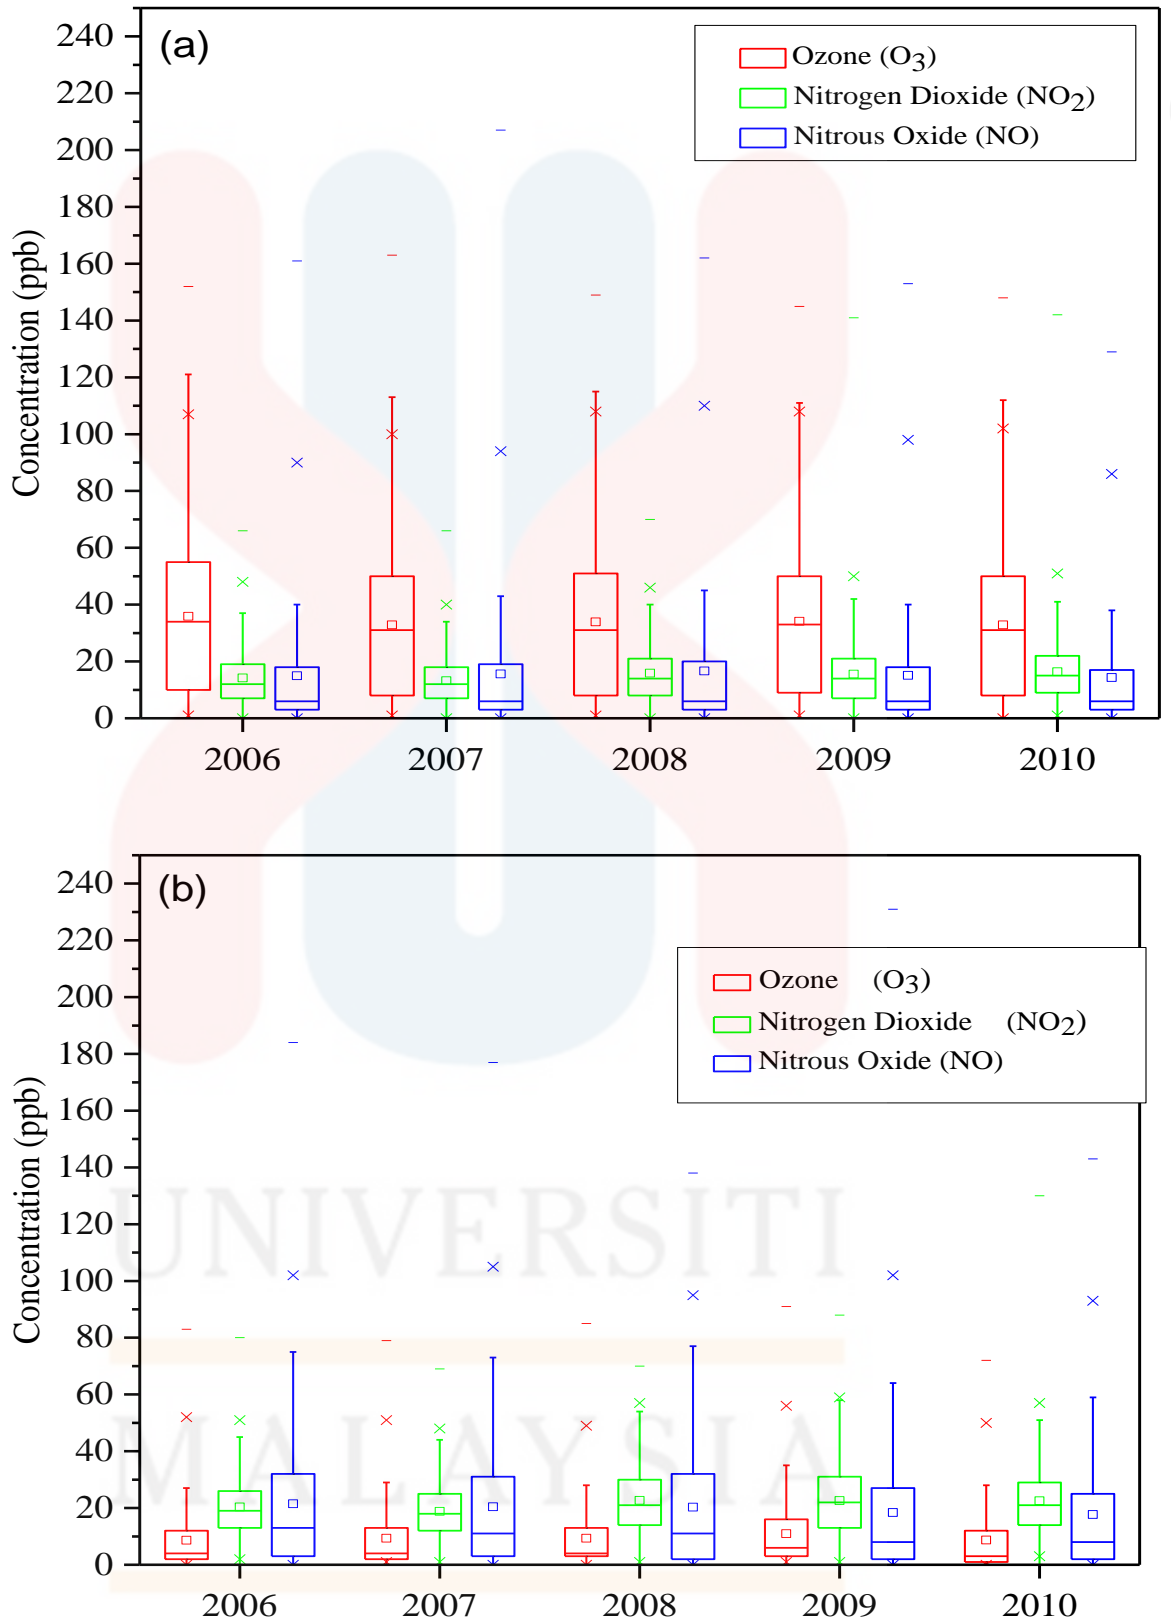 (a)
Ozone (O3)
Nitrogen Dioxide (NO2)
Nitrous Oxide (NO)
Concentration (ppb)
240
220
200
180
160
140
120
100
80
60
40
20
0
2006 2007 2008 2009 2010
(b)
Ozone (O3)
Nitrogen Dioxide (NO2)
Nitrous Oxide (NO)
Concentration (ppb)
240
220
200
180
160
140
120
100
80
60
40
20
0
2006 2007 2008 2009 2010
UNIVERSITI
MALAYSIA